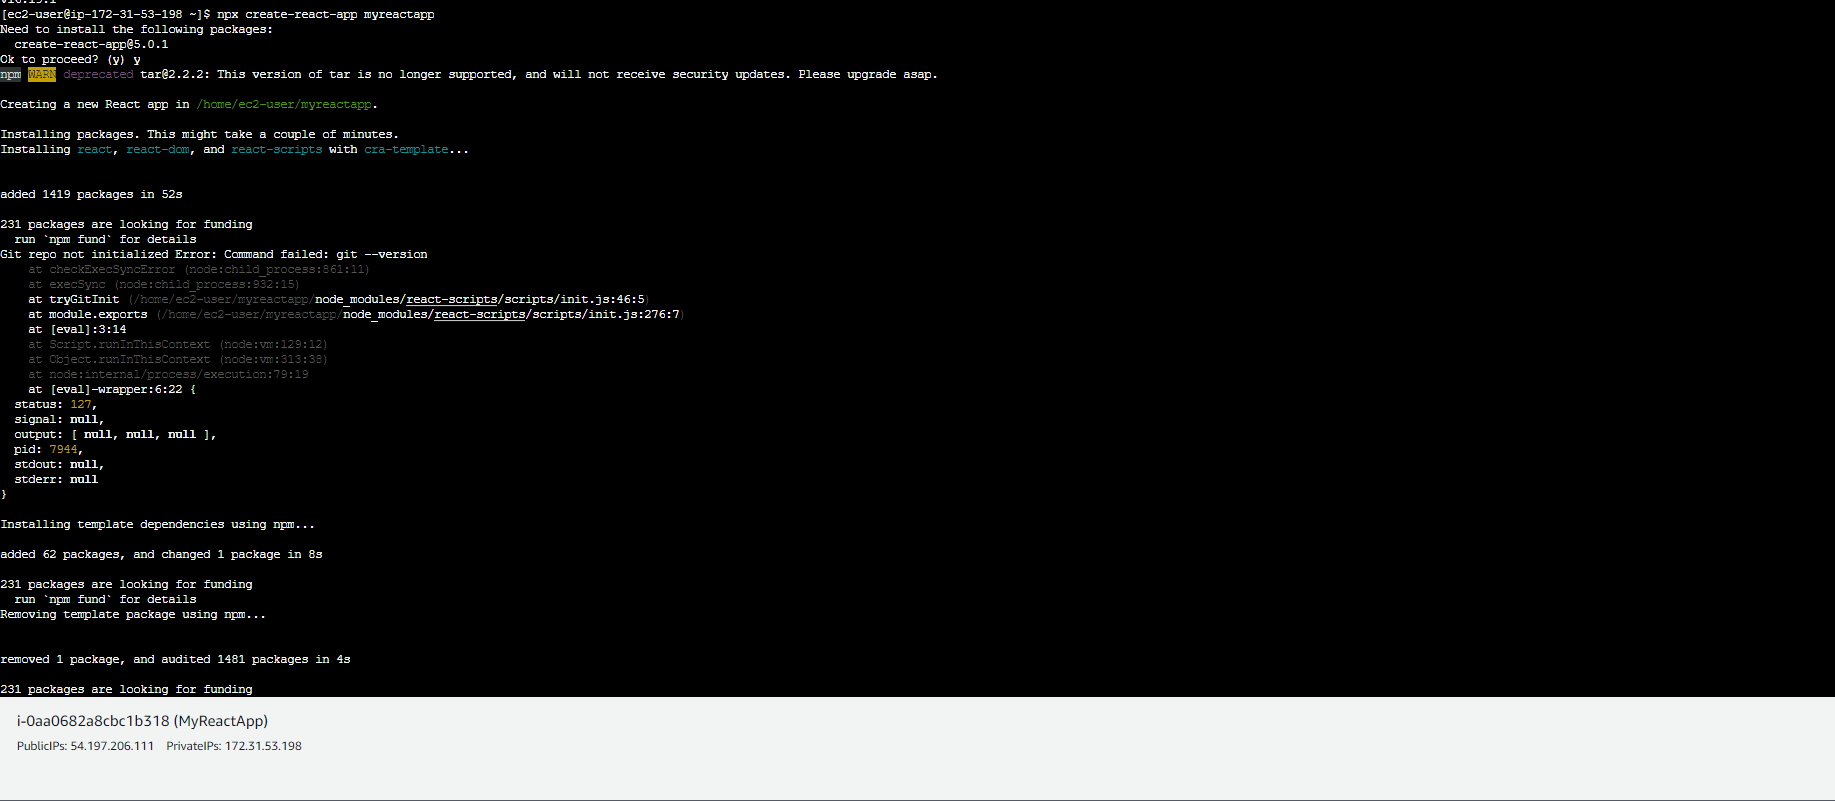 [ec2-user@ip-172-31-53-198 ~]$ npx create-react-app myreactapp
Need to install the following packages:
  create-react-app@5.0.1
Ok to proceed? (y) y
npm WARN deprecated tar@2.2.2: This version of tar is no longer supported, and will not receive security updates. Please upgrade asap.
Creating a new React app in /home/ec2-user/myreactapp.
Installing packages. This might take a couple of minutes.
Installing react, react-dom, and react-scripts with cra-template...
added 1419 packages in 52s
231 packages are looking for funding
  run `npm fund` for details
Git repo not initialized Error: Command failed: git --version
    at checkExecSyncError (node:child_process:861:11)
    at execSync (node:child_process:932:15)
    at tryGitInit (/home/ec2-user/myreactapp/node_modules/react-scripts/scripts/init.js:46:5)
    at module.exports (/home/ec2-user/myreactapp/node_modules/react-scripts/scripts/init.js:276:7)
    at [eval]:3:14
    at Script.runInThisContext (node:vm:129:12)
    at Object.runInThisContext (node:vm:313:38)
    at node:internal/process/execution:79:19
    at [eval]-wrapper:6:22 {
  status: 127,
  signal: null,
  output: [ null, null, null ],
  pid: 7944,
  stdout: null,
  stderr: null
}
Installing template dependencies using npm...
added 62 packages, and changed 1 package in 8s
231 packages are looking for funding
  run `npm fund` for details
Removing template package using npm...
removed 1 package, and audited 1481 packages in 4s
231 packages are looking for funding
i-0aa0682a8cbc1b318 (MyReactApp)
PublicIPs: 54.197.206.111 PrivateIPs: 172.31.53.198